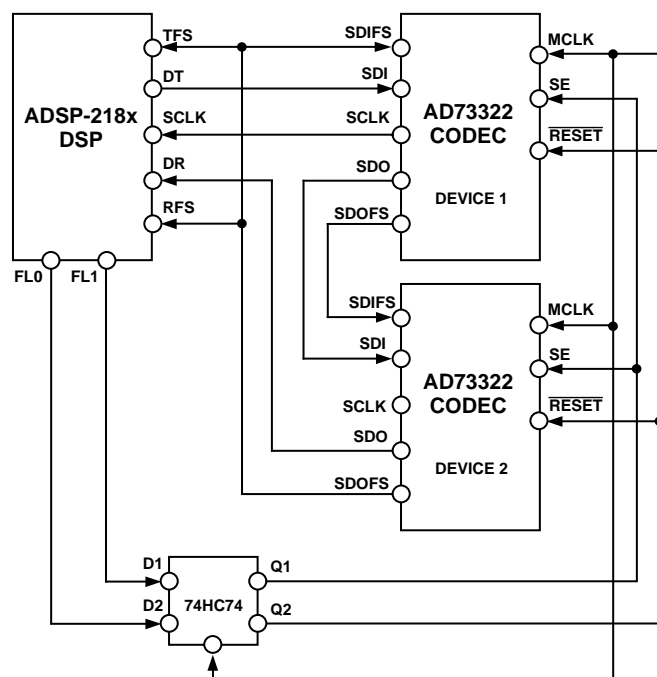 TFS
DT
SCLK
DR
RFS
ADSP-218x
DSP
FL0
FL1
SDIFS
SDI
SCLK
SDO
SDOFS
AD73322
CODEC
DEVICE 1
MCLK
SE
RESET
SDIFS
SDI
SCLK
SDO
SDOFS
AD73322
CODEC
DEVICE 2
MCLK
SE
RESET
D1
D2
74HC74
Q1
Q2